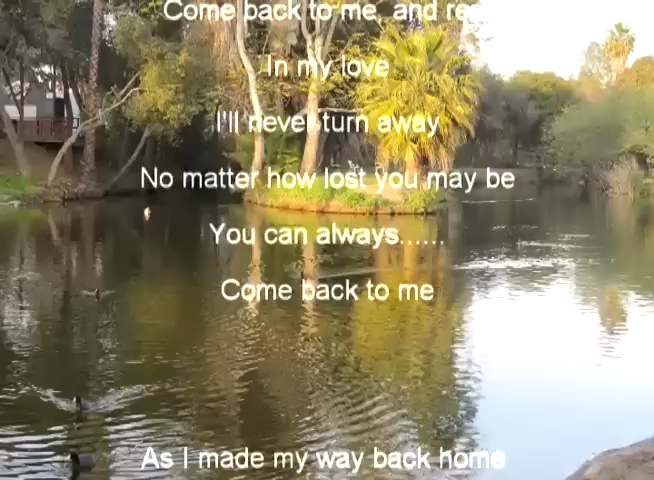 Come back to me, and
In my love
I'll never turn away
No matter how lost you may be
You can always......
Come back to me
As I made my way back home